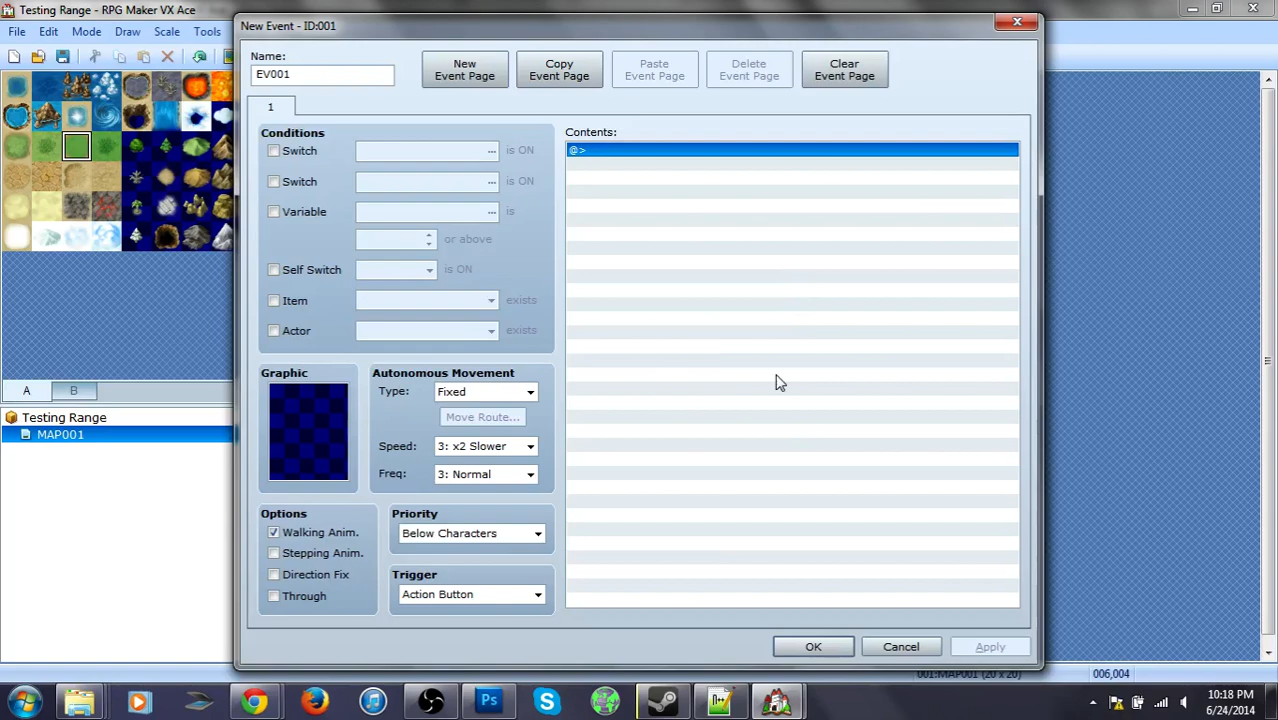 Testing Range - RPG Maker VX Ace
File Edit Mode Draw Scale Tools
New Event - ID:001
Name:
EV001
New
Event Page
Copy
Event Page
Paste
Event Page
Delete
Event Page
Clear
Event Page
1
Conditions
Switch ... is ON
Switch ... is ON
Variable ... is
or above
Self Switch is ON
Item exists
Actor exists
Graphic
Autonomous Movement
Type: Fixed
Move Route...
Speed: 3: x2 Slower
Freq: 3: Normal
Options
Walking Anim.
Stepping Anim.
Direction Fix
Through
Priority
Below Characters
Trigger
Action Button
Contents:
@>
OK Cancel Apply
A B
Testing Range
MAP001
001:MAP001 (20 x 20) 006,004
Ps
10:18 PM
6/24/2014